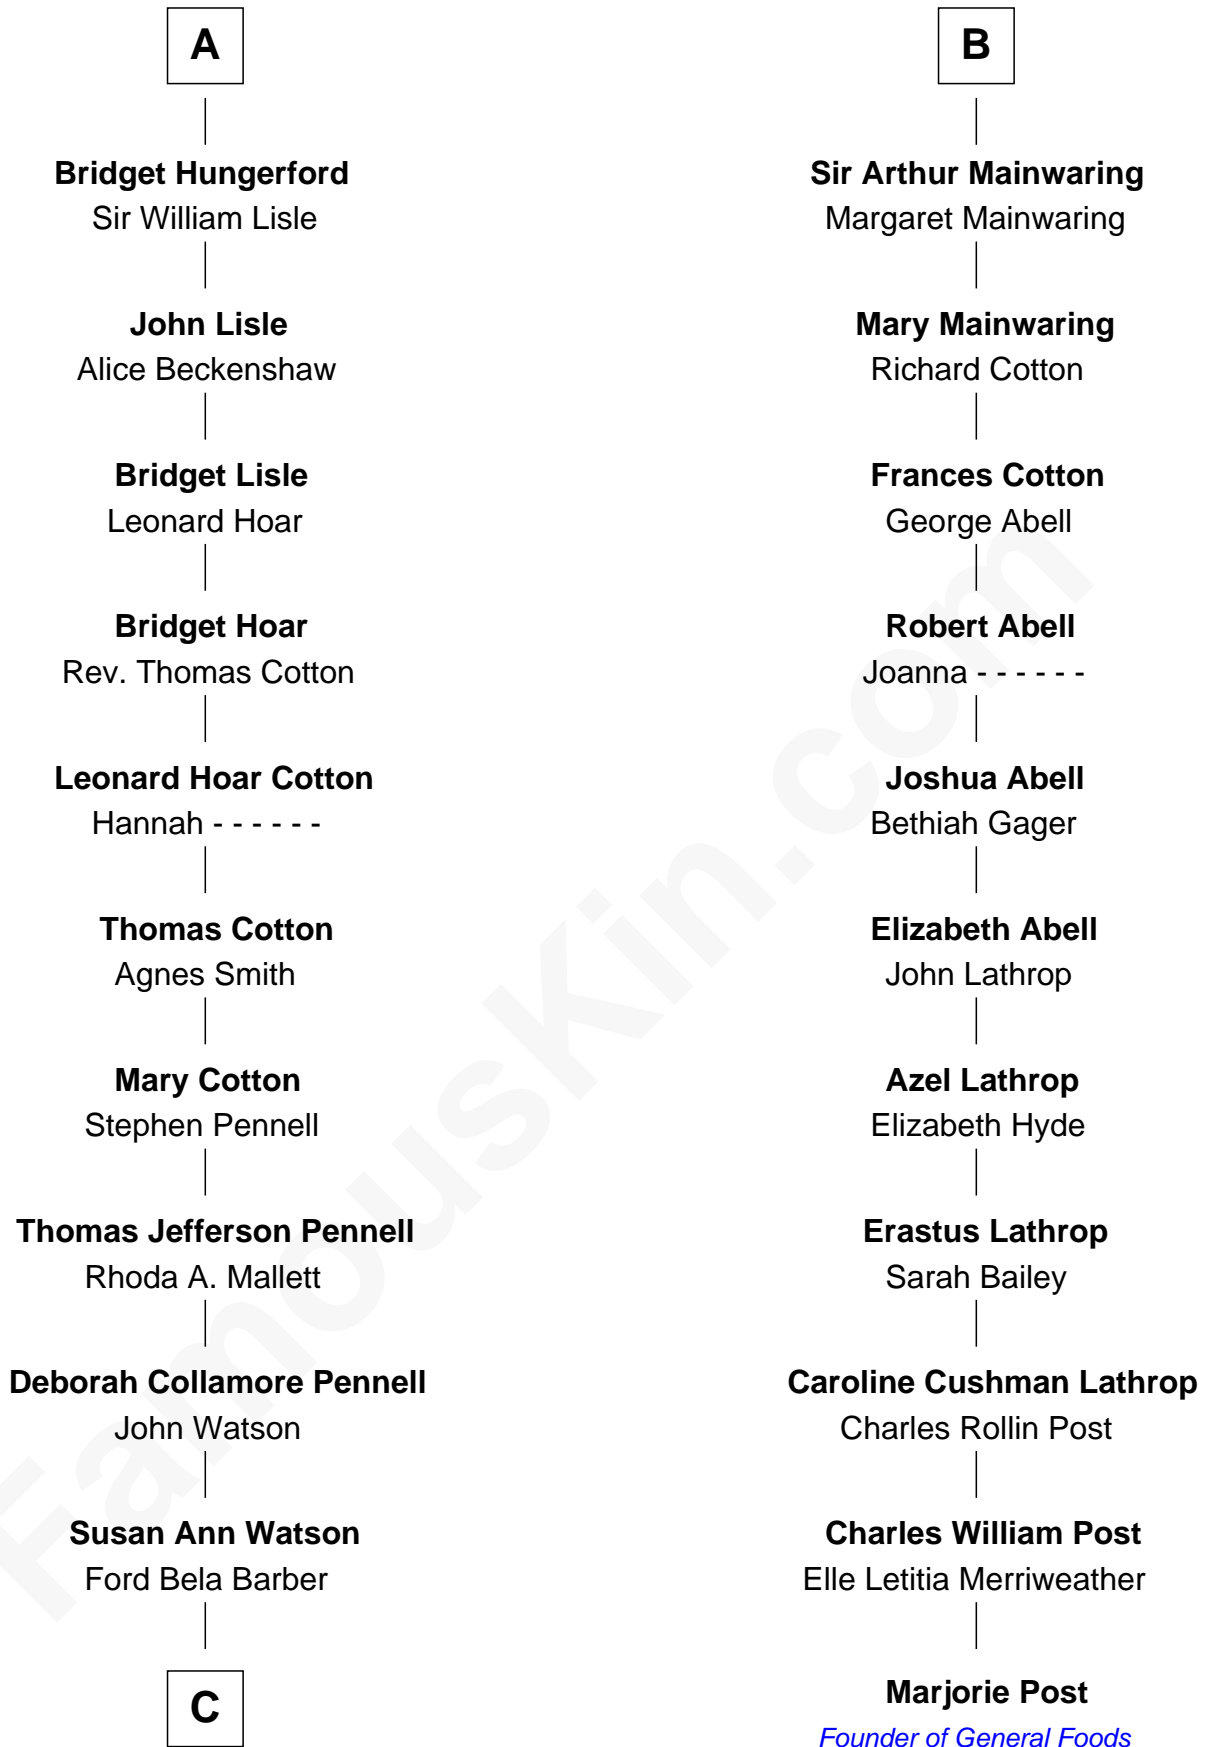 A
Bridget Hungerford
Sir William Lisle
John Lisle
Alice Beckenshaw
Bridget Lisle
Leonard Hoar
Bridget Hoar
Rev. Thomas Cotton
Leonard Hoar Cotton
Hannah - - - - - -
Thomas Cotton
Agnes Smith
Mary Cotton
Stephen Pennell
Thomas Jefferson Pennell
Rhoda A. Mallett
Deborah Collamore Pennell
John Watson
Susan Ann Watson
Ford Bela Barber
C
B
Sir Arthur Mainwaring
Margaret Mainwaring
Mary Mainwaring
Richard Cotton
Frances Cotton
George Abell
Robert Abell
Joanna - - - - - -
Joshua Abell
Bethiah Gager
Elizabeth Abell
John Lathrop
Azel Lathrop
Elizabeth Hyde
Erastus Lathrop
Sarah Bailey
Caroline Cushman Lathrop
Charles Rollin Post
Charles William Post
Elle Letitia Merriweather
Marjorie Post
Founder of General Foods
FamousKin.com